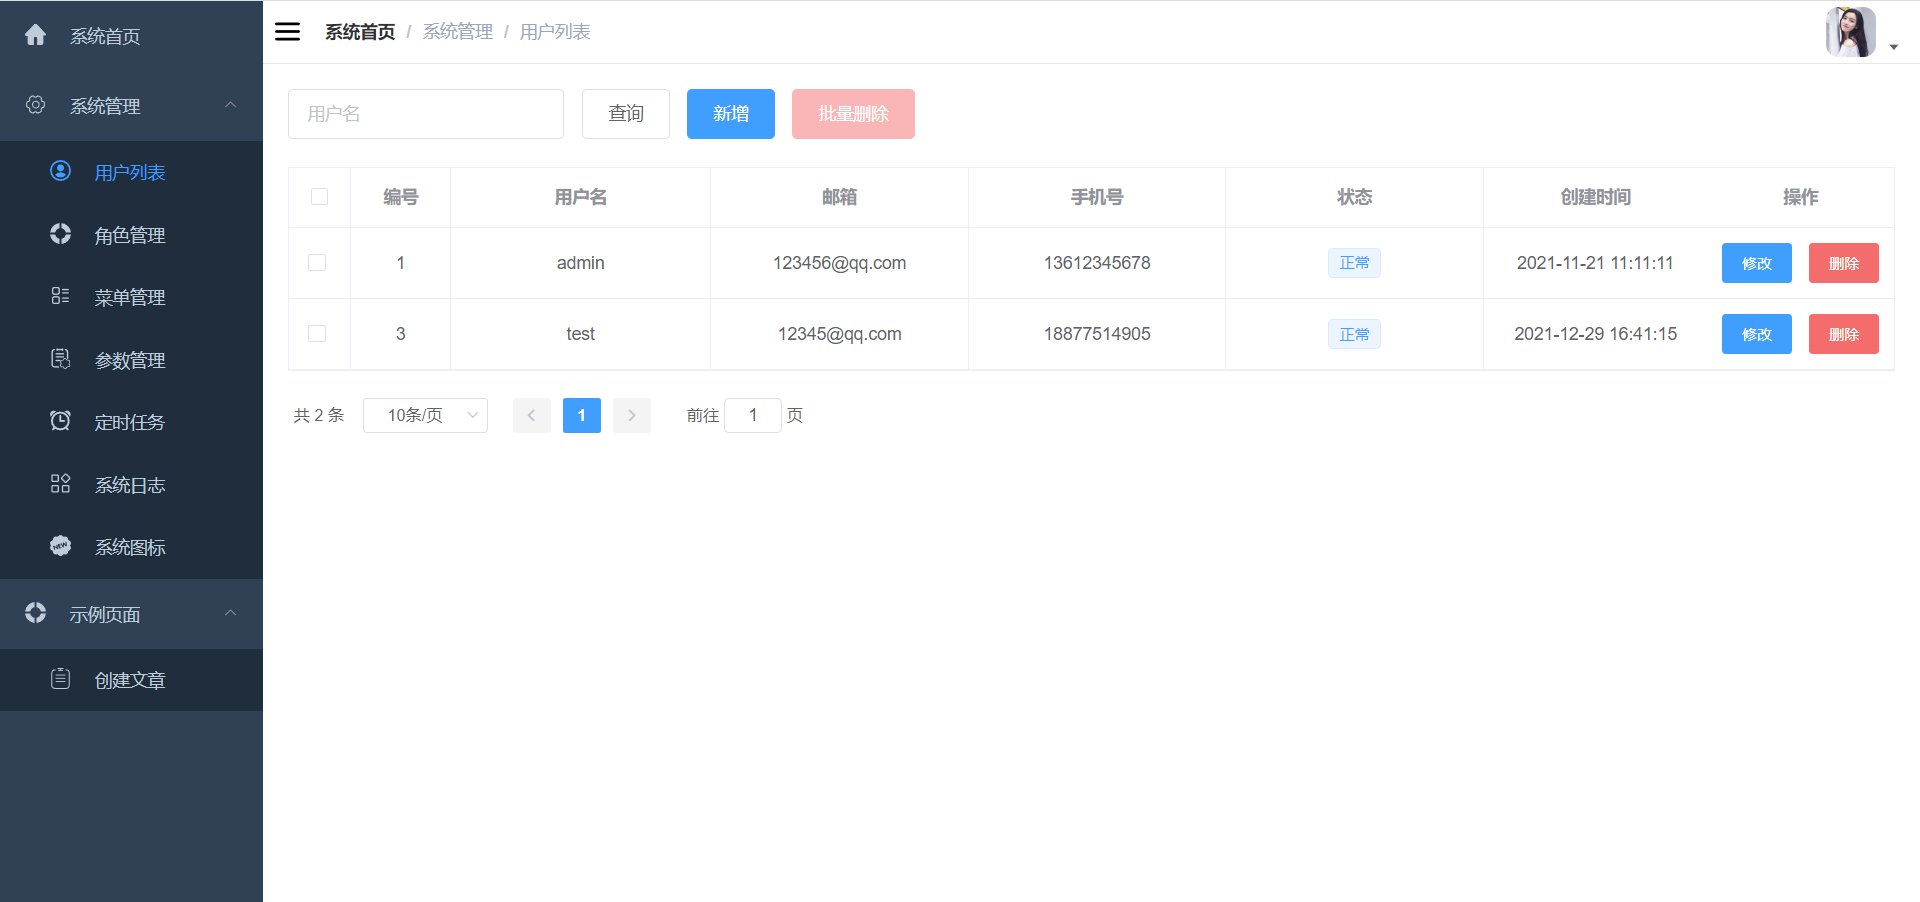 系统首页
系统管理
用户列表
角色管理
菜单管理
参数管理
定时任务
系统日志
NEW 系统图标
示例页面
创建文章
系统首页 / 系统管理 / 用户列表
用户名 查询 新增 批量删除
编号 用户名 邮箱 手机号 状态 创建时间 操作
1 admin 123456@qq.com 13612345678 正常 2021-11-21 11:11:11 修改 删除
3 test 12345@qq.com 18877514905 正常 2021-12-29 16:41:15 修改 删除
共 2 条 10条/页 1 前往 1 页